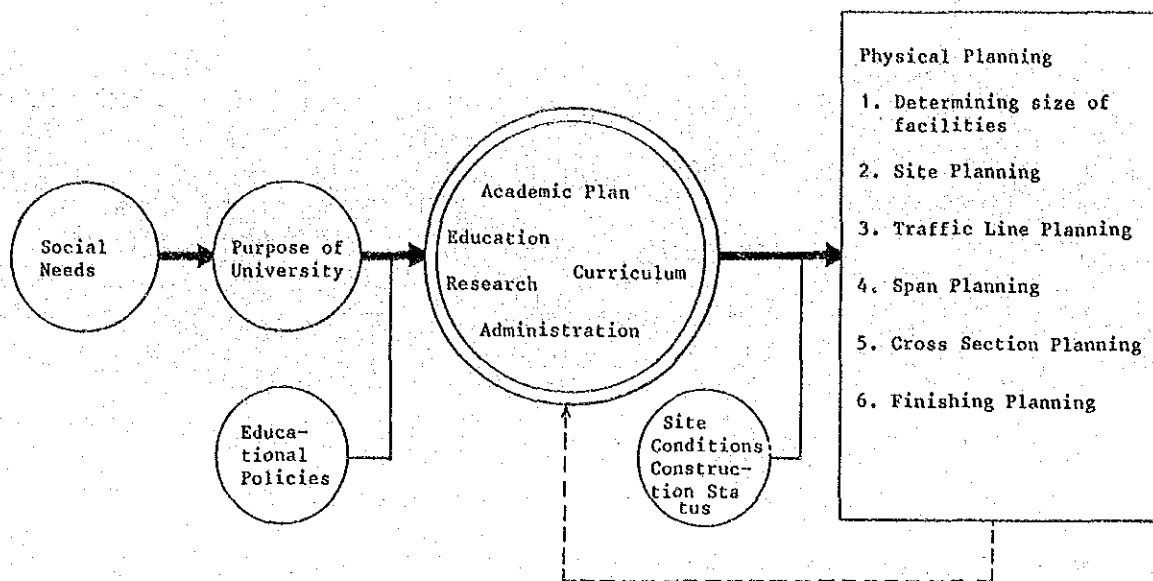 Social
Needs
Purpose of
University
Educa-
tional
Policies
Academic Plan
Education
Curriculum
Research
Administration
Site
Conditions
Construc-
tion Sta
tus
Physical Planning
1. Determining size of
facilities
2. Site Planning
3. Traffic Line Planning
4. Span Planning
5. Cross Section Planning
6. Finishing Planning